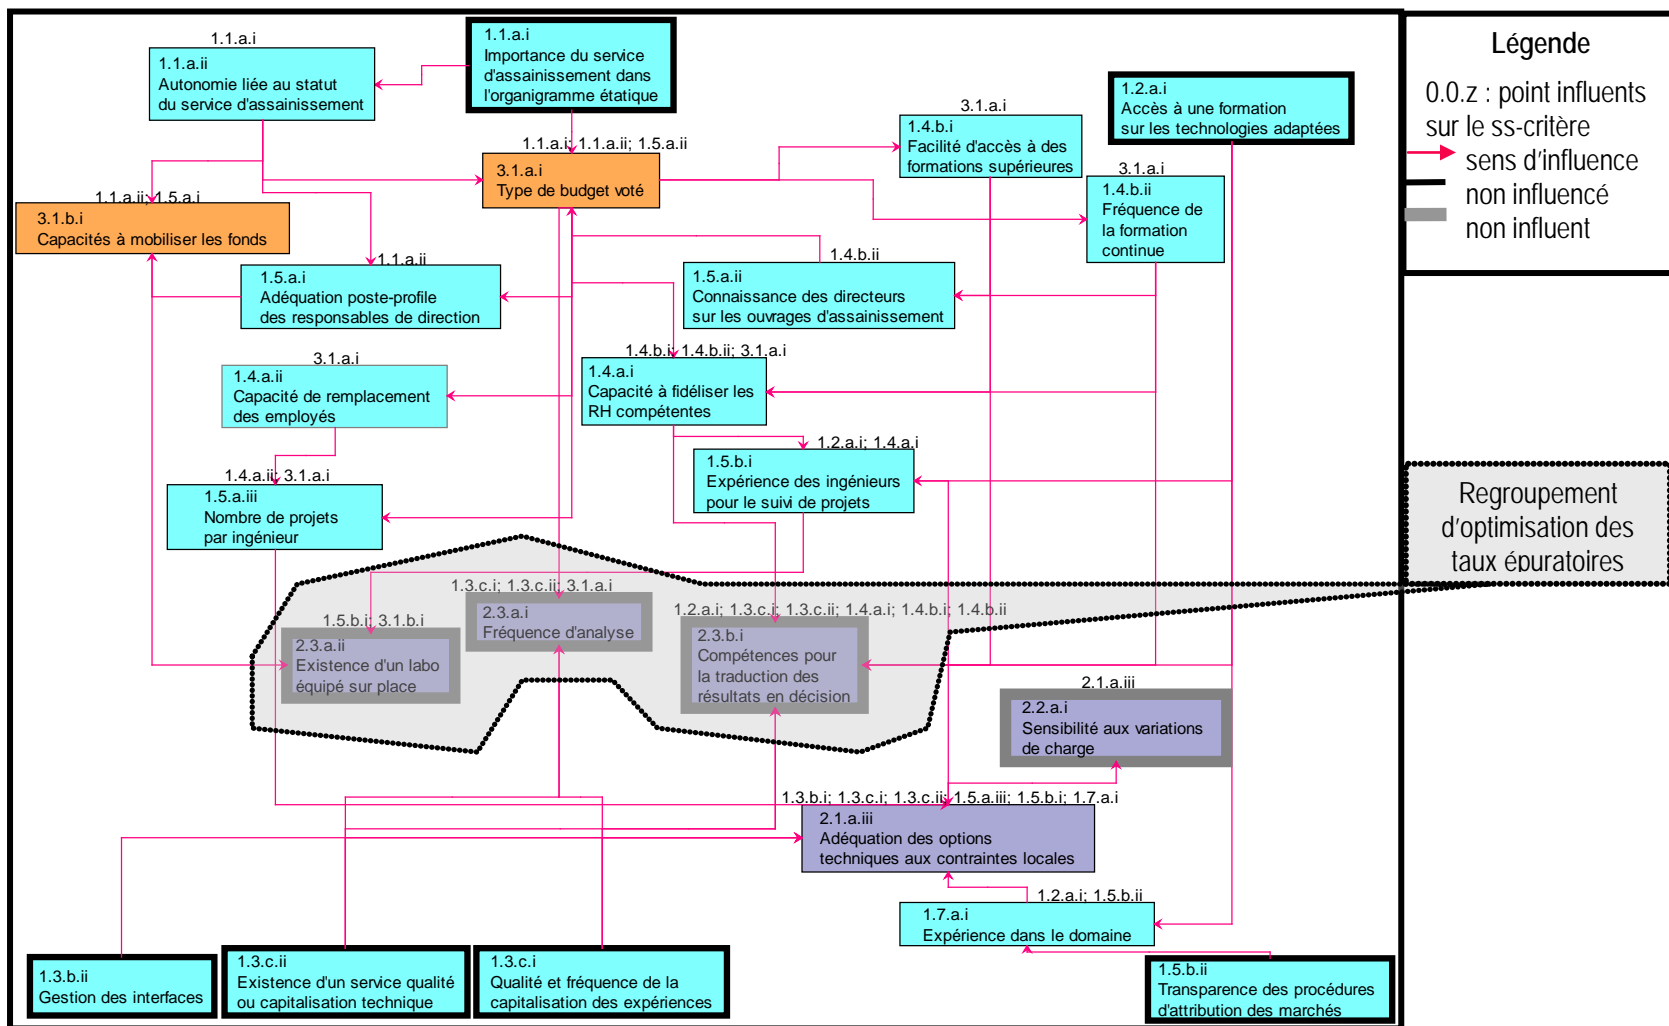 1.1.a.i
1.1.a.ii
Autonomie liée au statut
du service d'assainissement
1.1.a.i
Importance du service
d'assainissement dans
l'organigramme étatique
1.2.a.i
Accès à une formation
sur les technologies adaptées
3.1.a.i
1.4.b.i
Facilité d'accès à des
formations supérieures
1.1.a.i; 1.1.a.ii; 1.5.a.ii
3.1.a.i
Type de budget voté
3.1.a.i
1.4.b.ii
Fréquence de
la formation
continue
1.1.a.ii; 1.5.a.i
3.1.b.i
Capacités à mobiliser les fonds
1.1.a.ii
1.5.a.i
Adéquation poste-profile
des responsables de direction
1.4.b.ii
1.5.a.ii
Connaissance des directeurs
sur les ouvrages d'assainissement
3.1.a.i
1.4.a.ii
Capacité de remplacement
des employés
1.4.b.i; 1.4.b.ii; 3.1.a.i
1.4.a.i
Capacité à fidéliser les
RH compétentes
1.2.a.i; 1.4.a.i
1.5.b.i
Expérience des ingénieurs
pour le suivi de projets
1.4.a.ii; 3.1.a.i
1.5.a.iii
Nombre de projets
par ingénieur
1.3.c.i; 1.3.c.ii; 3.1.a.i
2.3.a.i
Fréquence d'analyse
1.5.b.i; 3.1.b.i
2.3.a.ii
Existence d'un labo
équipé sur place
1.2.a.i; 1.3.c.i; 1.3.c.ii; 1.4.a.i; 1.4.b.i; 1.4.b.ii
2.3.b.i
Compétences pour
la traduction des
résultats en décision
2.1.a.iii
2.2.a.i
Sensibilité aux variations
de charge
1.3.b.i; 1.3.c.i; 1.3.c.ii; 1.5.a.iii; 1.5.b.i; 1.7.a.i
2.1.a.iii
Adéquation des options
techniques aux contraintes locales
1.2.a.i; 1.5.b.ii
1.7.a.i
Expérience dans le domaine
1.3.b.ii
Gestion des interfaces
1.3.c.ii
Existence d'un service qualité
ou capitalisation technique
1.3.c.i
Qualité et fréquence de la
capitalisation des expériences
1.5.b.ii
Transparence des procédures
d'attribution des marchés
Légende
0.0.z : point influents
sur le ss-critère
sens d'influence
non influencé
non influent
Regroupement
d'optimisation des
taux épuratoires